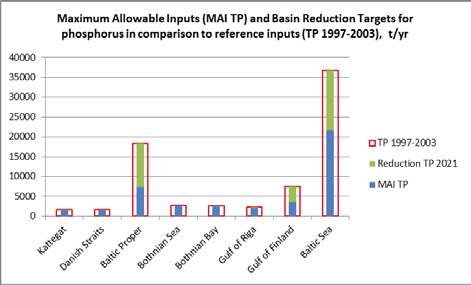 Maximum Allowable Inputs (MAI TP) and Basin Reduction Targets for
phosphorus in comparison to reference inputs (TP 1997-2003), t/yr
40000
35000
30000
25000
20000
15000
10000
5000
0
Kattegat
Danish Straits
Baltic Proper
Bothnian Sea
Bothnian Bay
Gulf of Riga
Gulf of Finland
Baltic Sea
TP 1997-2003
Reduction TP 2021
MAI TP